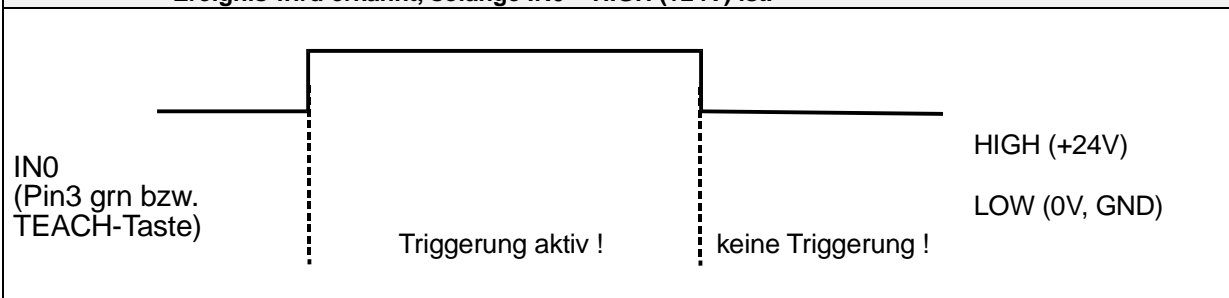 HIGH (+24V)
IN0
(Pin3 grn bzw.
LOW (0V, GND)
TEACH-Taste)
Triggerung aktiv !
keine Triggerung !